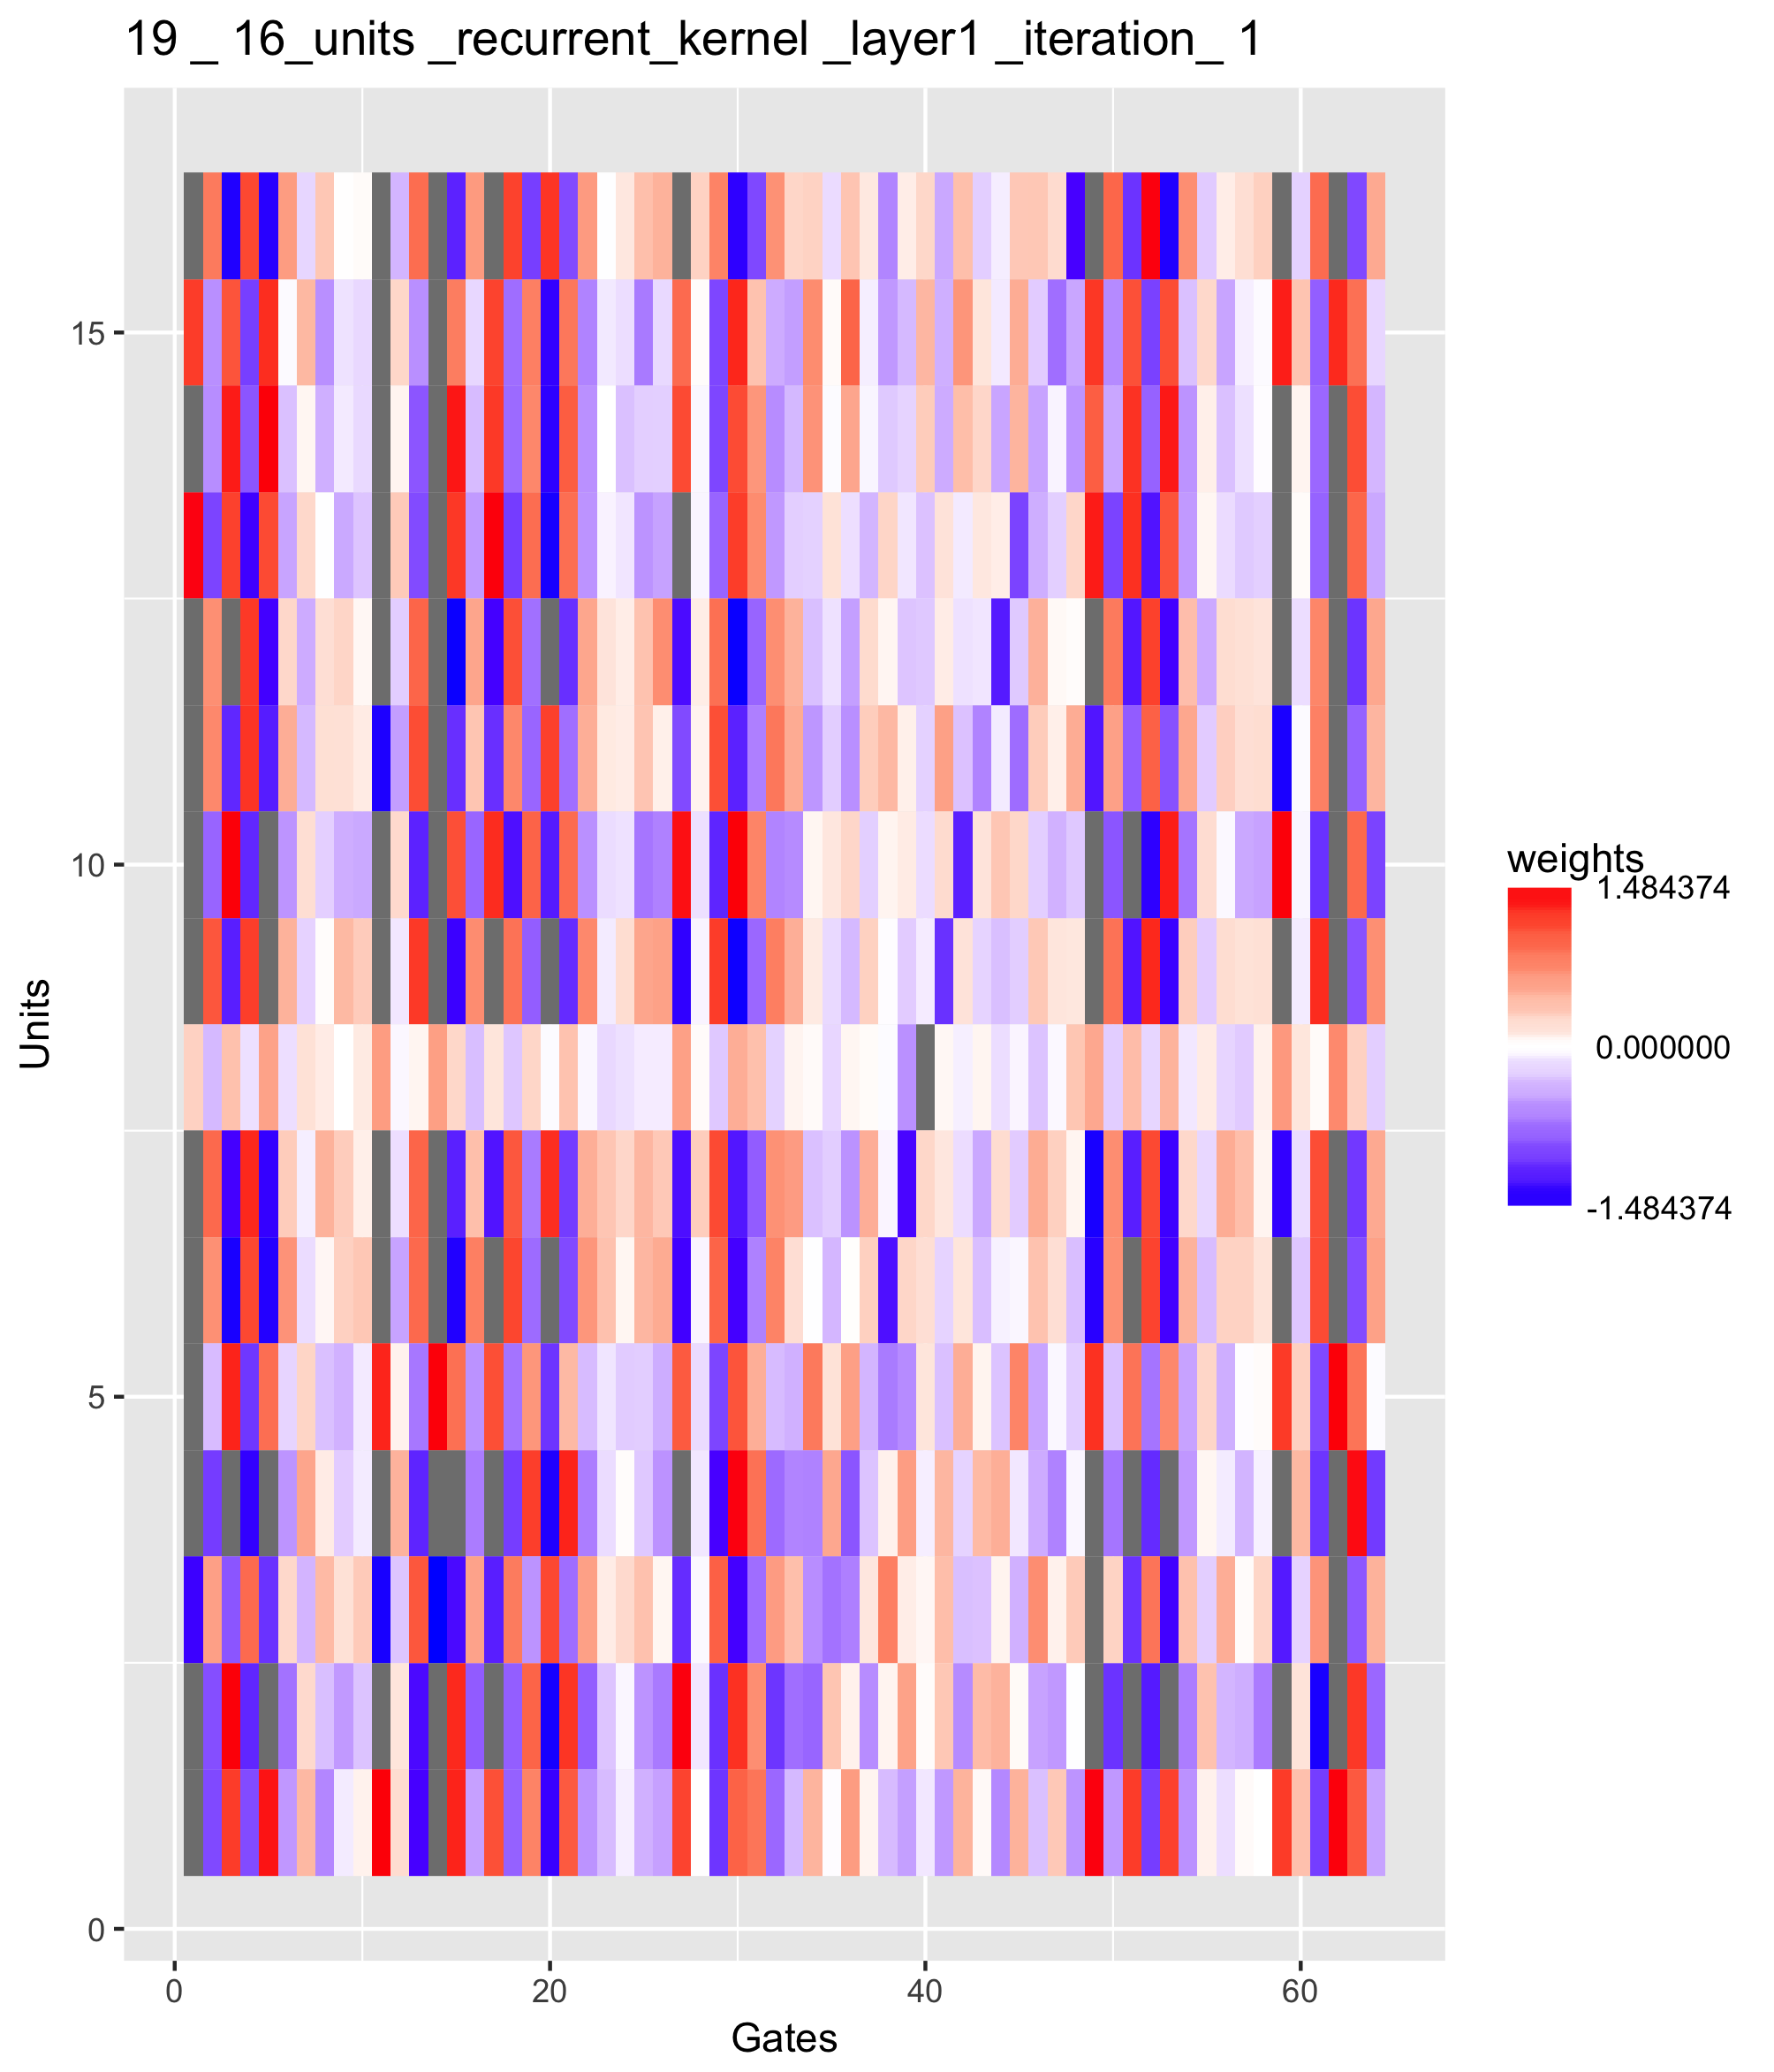 19 _ 16_units _recurrent_kernel _layer1 _iteration_ 1
15
10
5
0
Units
0 20 40 60
Gates
weights
1.484374
0.000000
-1.484374